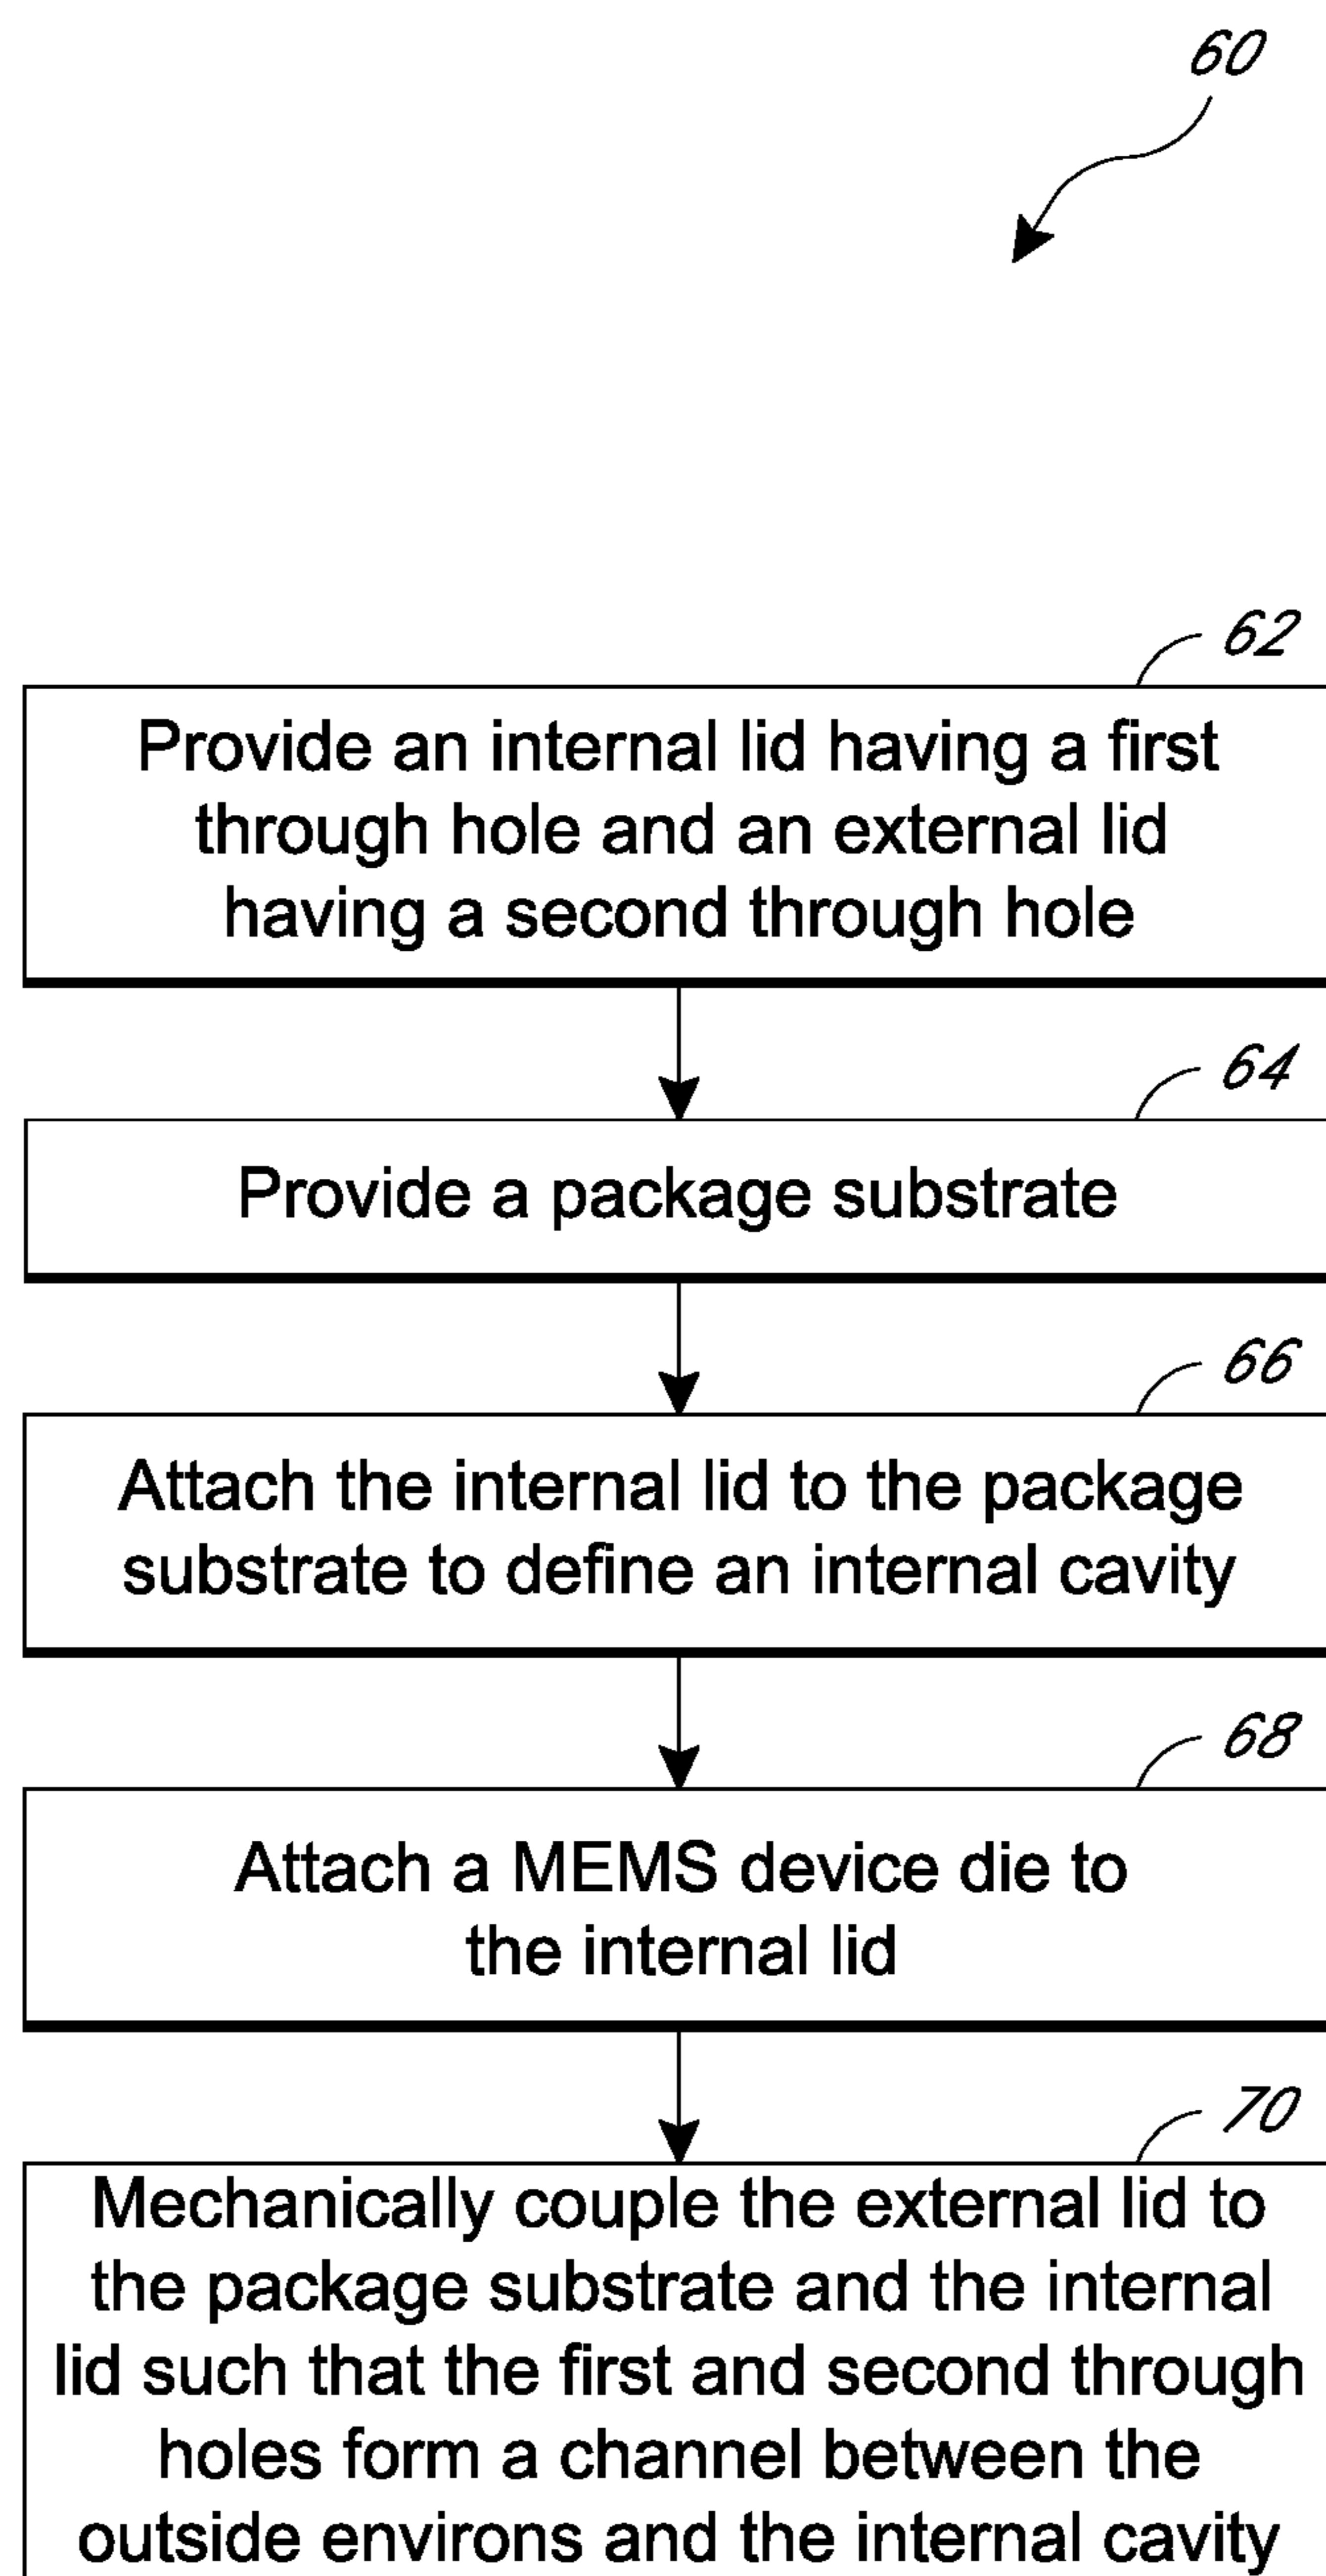 60
62
Provide an internal lid having a first
through hole and an external lid
having a second through hole
64
Provide a package substrate
66
Attach the internal lid to the package
substrate to define an internal cavity
68
Attach a MEMS device die to
the internal lid
70
Mechanically couple the external lid to
the package substrate and the internal
lid such that the first and second through
holes form a channel between the
outside environs and the internal cavity